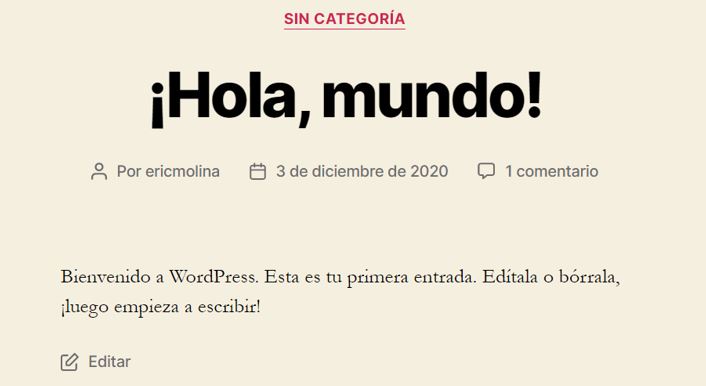 SIN CATEGORÍA
¡Hola, mundo!
Por ericmolina 3 de diciembre de 2020 1 comentario
Bienvenido a WordPress. Esta es tu primera entrada. Edítala o bórrala,
¡luego empieza a escribir!
Editar